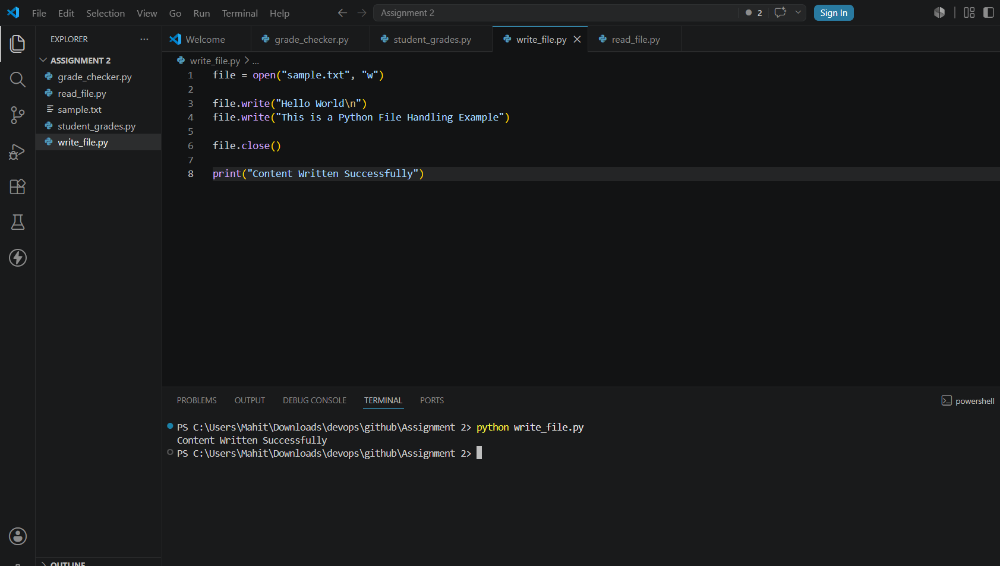 File Edit Selection View Go Run Terminal Help Assignment 2 2 Sign In
EXPLORER ...
ASSIGNMENT 2
grade_checker.py
read_file.py
sample.txt
student_grades.py
write_file.py
OUTLINE
Welcome grade_checker.py student_grades.py write_file.py read_file.py
write_file.py > ...
1 file = open("sample.txt", "w")
2
3 file.write("Hello World\n")
4 file.write("This is a Python File Handling Example")
5
6 file.close()
7
8 print("Content Written Successfully")
PROBLEMS OUTPUT DEBUG CONSOLE TERMINAL PORTS powershell
PS C:\Users\Mahit\Downloads\devops\github\Assignment 2> python write_file.py
Content Written Successfully
PS C:\Users\Mahit\Downloads\devops\github\Assignment 2>